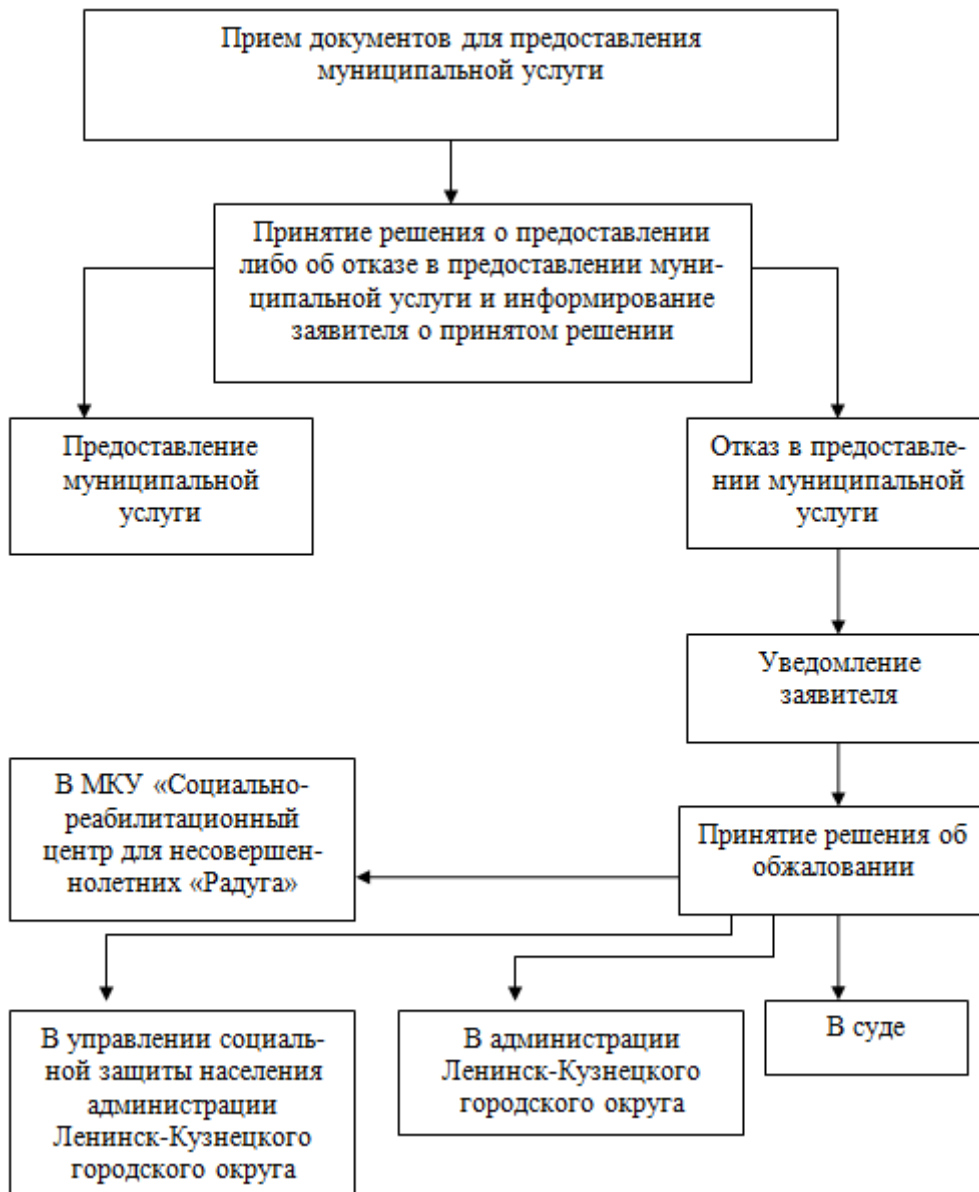 Прием документов для предоставления
муниципальной услуги
Принятие решения о предоставлении
либо об отказе в предоставлении муни-
ципальной услуги и информирование
заявителя о принятом решении
Предоставление
муниципальной
услуги
Отказ в предоставле-
нии муниципальной
услуги
Уведомление
заявителя
В МКУ «Социально-
реабилитационный
центр для несовершен-
нолетних «Радуга»
Принятие решения об
обжаловании
В управлении социаль-
ной защиты населения
администрации
Ленинск-Кузнецкого
городского округа
В администрации
Ленинск-Кузнецкого
городского округа
В суде